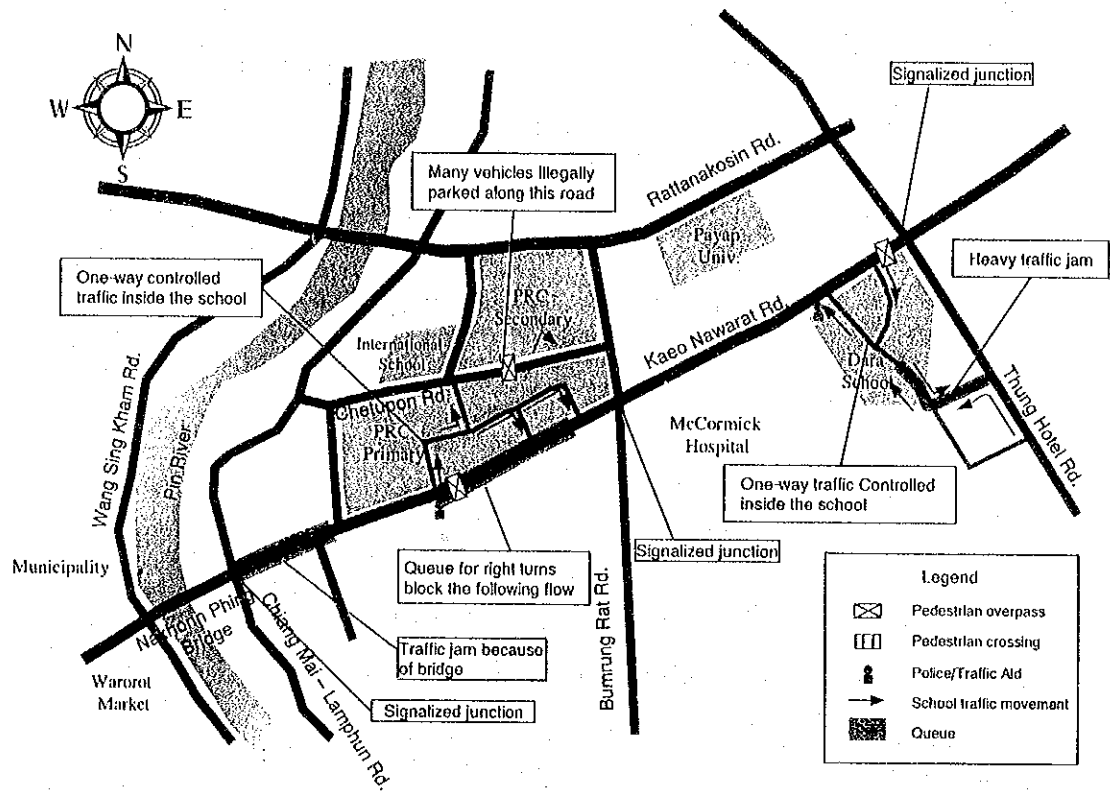 N
W E
S
Signalized junction
Many vehicles Illegally
parked along this road
Rattanakosin Rd.
Payap
Univ.
Heavy traffic jam
One-way controlled
traffic inside the school
PRC
Secondary
International
School
Kaeo Nawarat Rd.
Dara
School
Wang Sing Kham Rd.
Pin River
Chetupon Rd.
PRC
Primary
McCormick
Hospital
Thung Hotel Rd.
One-way traffic Controlled
inside the school
Signalized junction
Municipality
Queue for right turns
block the following flow
Nakhorn Phing
Bridge
Chiang Mai – Lamphun Rd.
Bumrung Rat Rd.
Traffic jam because
of bridge
Warorot
Market
Signalized junction
Legend
Pedestrian overpass
Pedestrian crossing
Police/Traffic Aid
School traffic movement
Queue